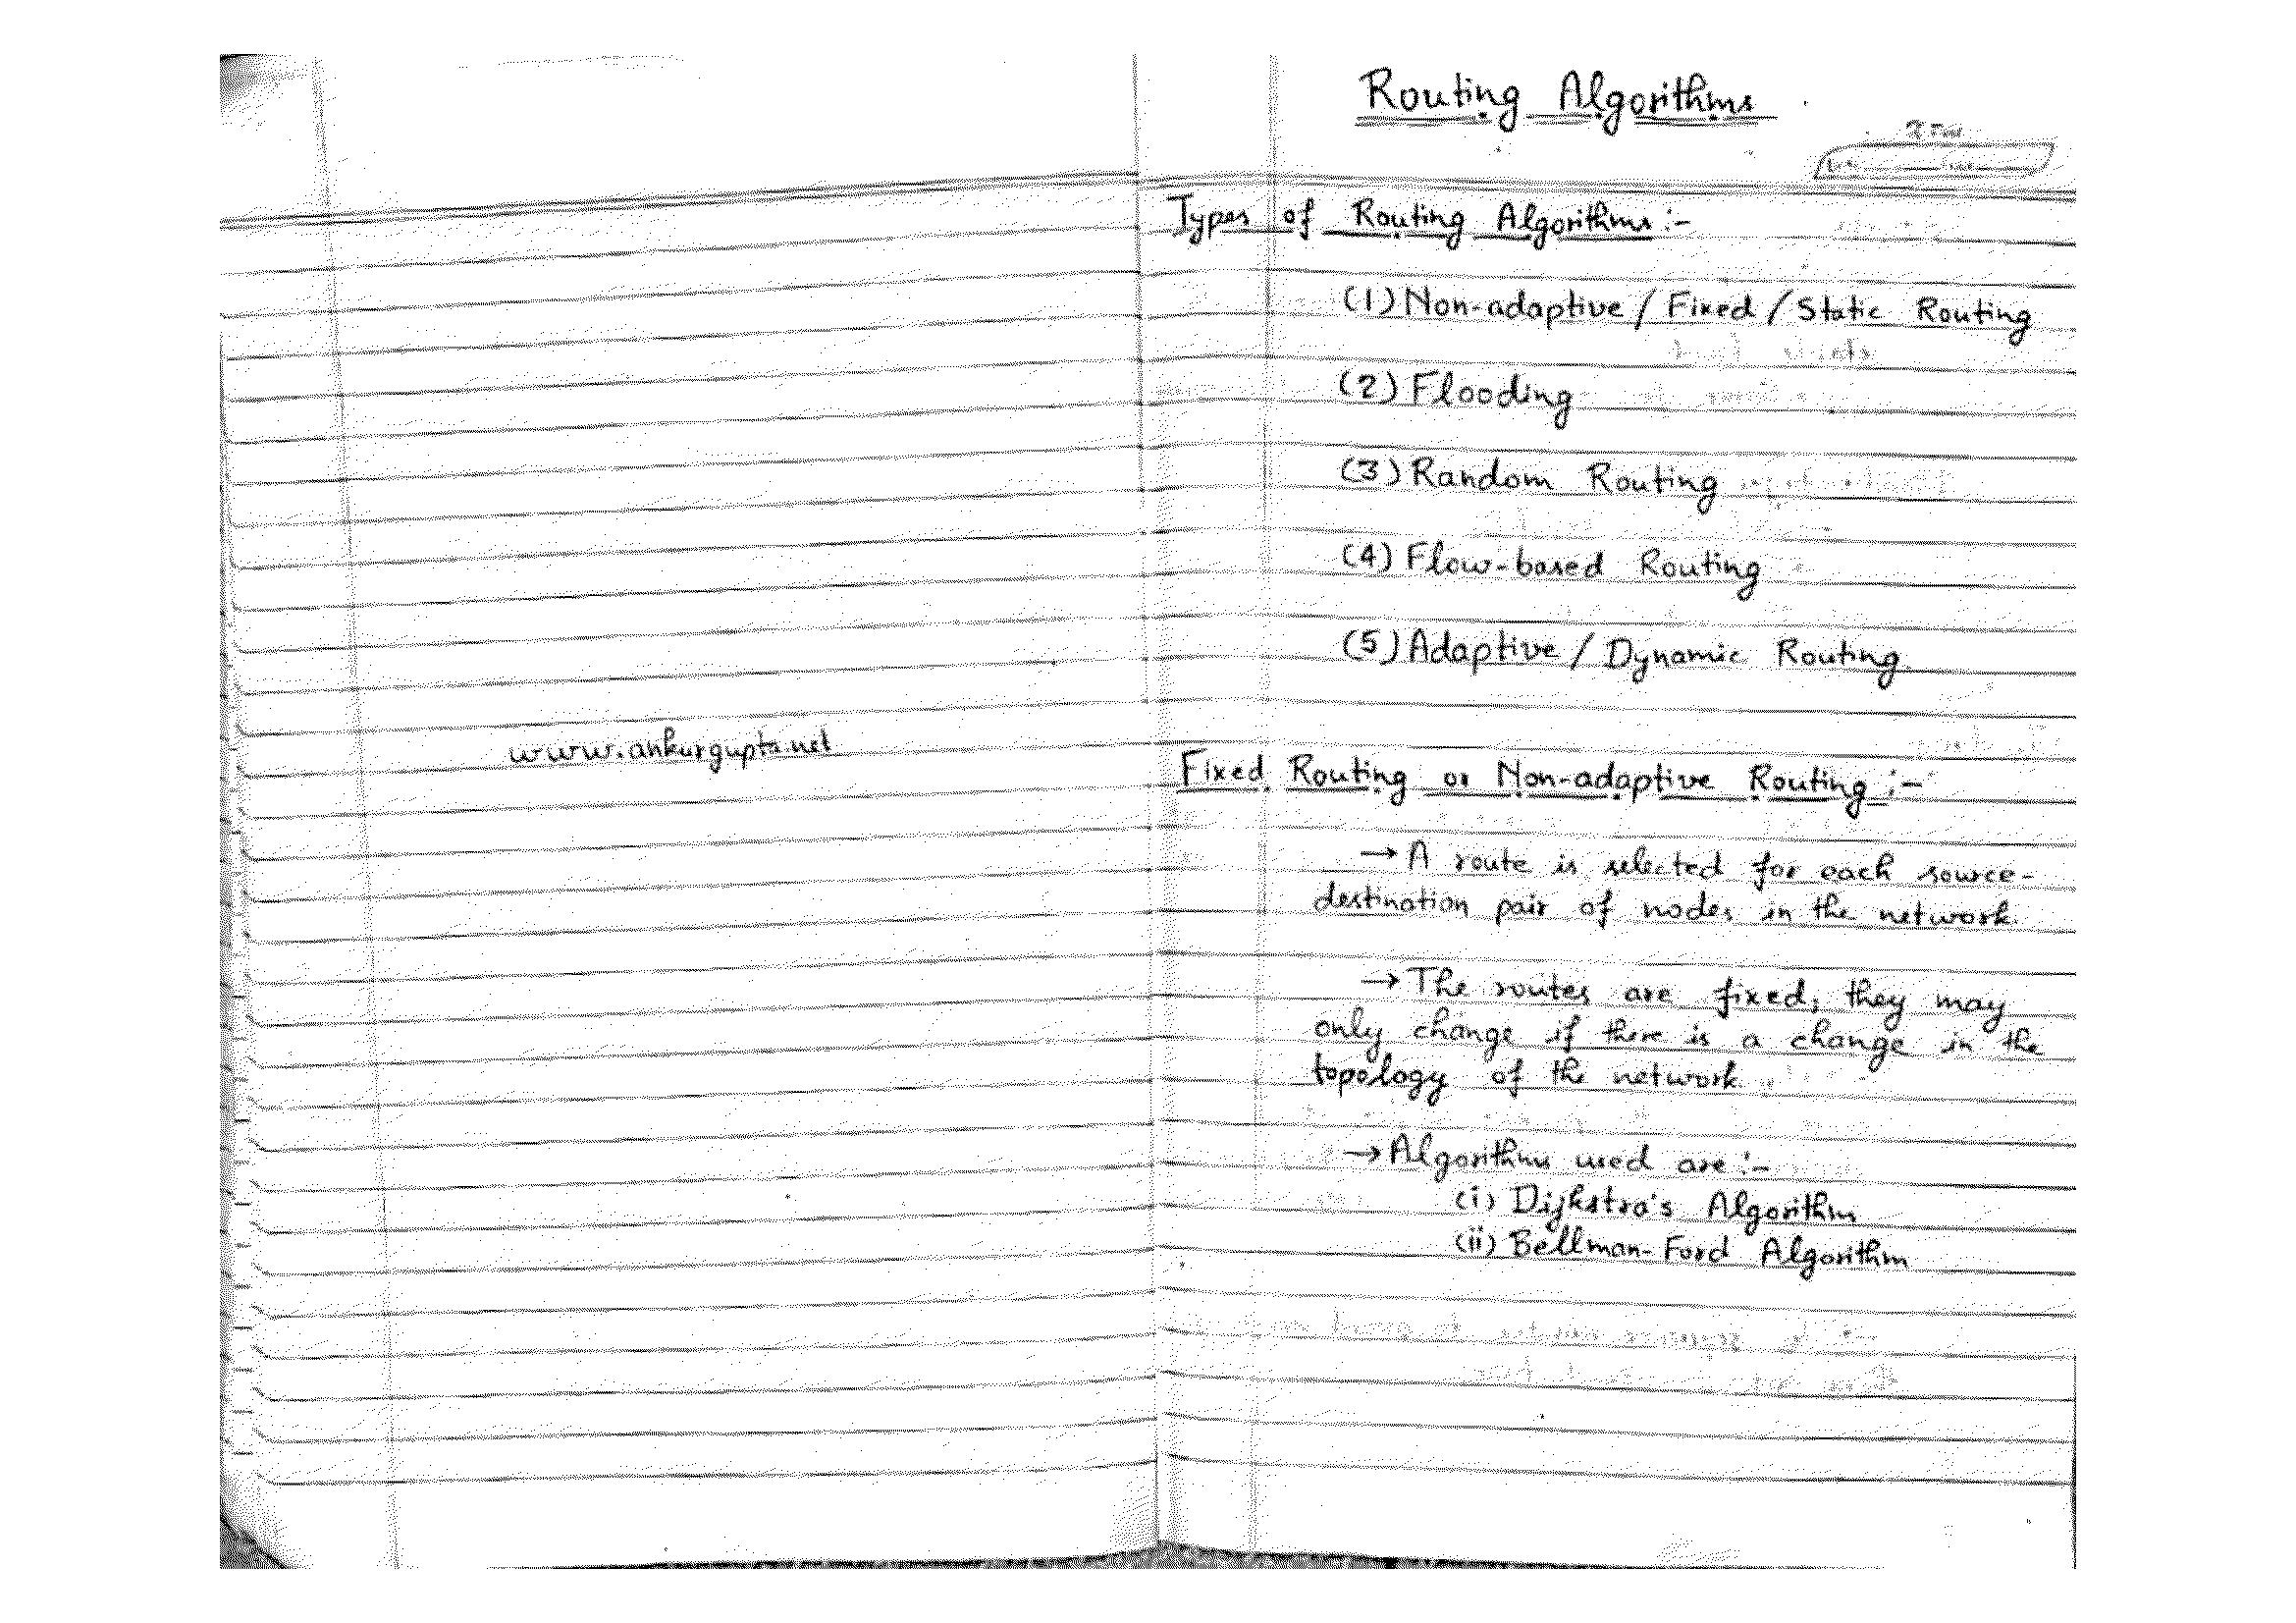 www.ankurgupta.net
Routing Algorithms
Types of Routing Algorithms :-
(1) Non-adaptive / Fixed / Static Routing
(2) Flooding
(3) Random Routing
(4) Flow-based Routing
(5) Adaptive / Dynamic Routing
Fixed Routing or Non-adaptive Routing :-
→ A route is selected for each source-
destination pair of nodes in the network.
→ The routes are fixed; they may
only change if there is a change in the
topology of the network.
→ Algorithms used are :-
(i) Dijkstra's Algorithm
(ii) Bellman-Ford Algorithm